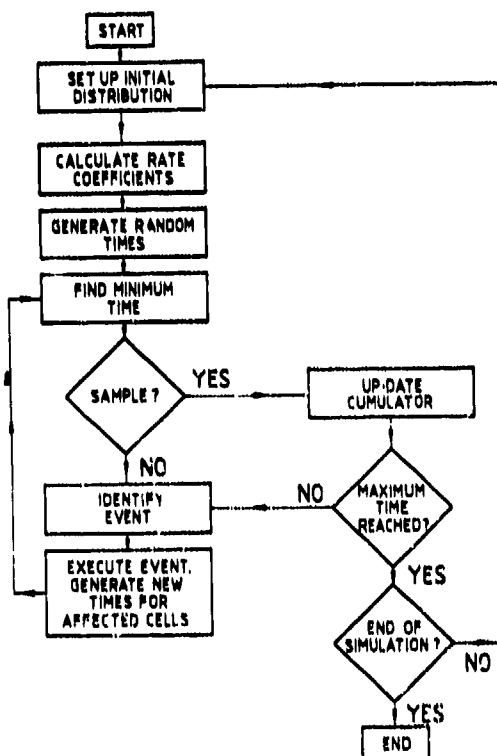 START
SET UP INITIAL
DISTRIBUTION
CALCULATE RATE
COEFFICIENTS
GENERATE RANDOM
TIMES
FIND MINIMUM
TIME
SAMPLE?
YES
UP-DATE
CUMULATOR
NO
IDENTIFY
EVENT
NO
MAXIMUM
TIME
REACHED?
EXECUTE EVENT,
GENERATE NEW
TIMES FOR
AFFECTED CELLS
YES
END OF
SIMULATION?
NO
YES
END